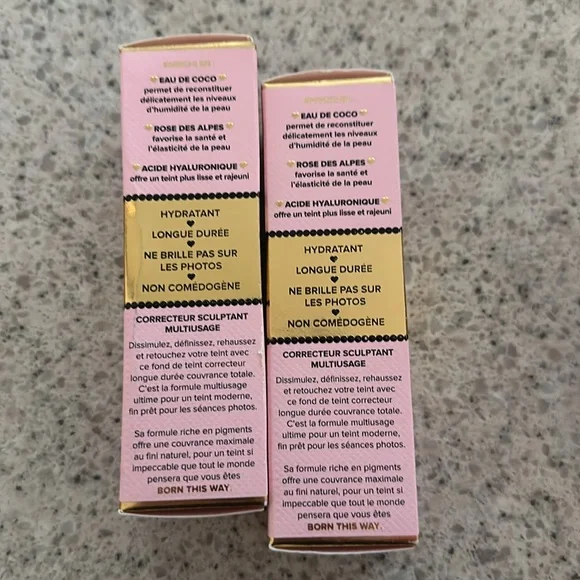 EAU DE COCO
permet de reconstituer
délicatement les niveaux
d'humidité de la peau
ROSE DES ALPES
favorise la santé et
l'élasticité de la peau
ACIDE HYALURONIQUE
offre un teint plus lisse et rajeuni
HYDRATANT
LONGUE DURÉE
NE BRILLE PAS SUR
LES PHOTOS
NON COMÉDOGÈNE
CORRECTEUR SCULPTANT
MULTIUSAGE
Dissimulez, définissez, rehaussez
et retouchez votre teint avec
ce fond de teint correcteur
longue durée couvrance totale.
C'est la formule multiusage
ultime pour un teint moderne,
fin prêt pour les séances photos.
Sa formule riche en pigments
offre une couvrance maximale
au fini naturel, pour un teint si
impeccable que tout le monde
pensera que vous êtes
BORN THIS WAY.
EAU DE COCO
permet de reconstituer
délicatement les niveaux
d'humidité de la peau
ROSE DES ALPES
favorise la santé et
l'élasticité de la peau
ACIDE HYALURONIQUE
offre un teint plus lisse et rajeuni
HYDRATANT
LONGUE DURÉE
NE BRILLE PAS SUR
LES PHOTOS
NON COMÉDOGÈNE
CORRECTEUR SCULPTANT
MULTIUSAGE
Dissimulez, définissez, rehaussez
et retouchez votre teint avec
ce fond de teint correcteur
longue durée couvrance totale.
C'est la formule multiusage
ultime pour un teint moderne,
fin prêt pour les séances photos.
Sa formule riche en pigments
offre une couvrance maximale
au fini naturel, pour un teint si
impeccable que tout le monde
pensera que vous êtes
BORN THIS WAY.